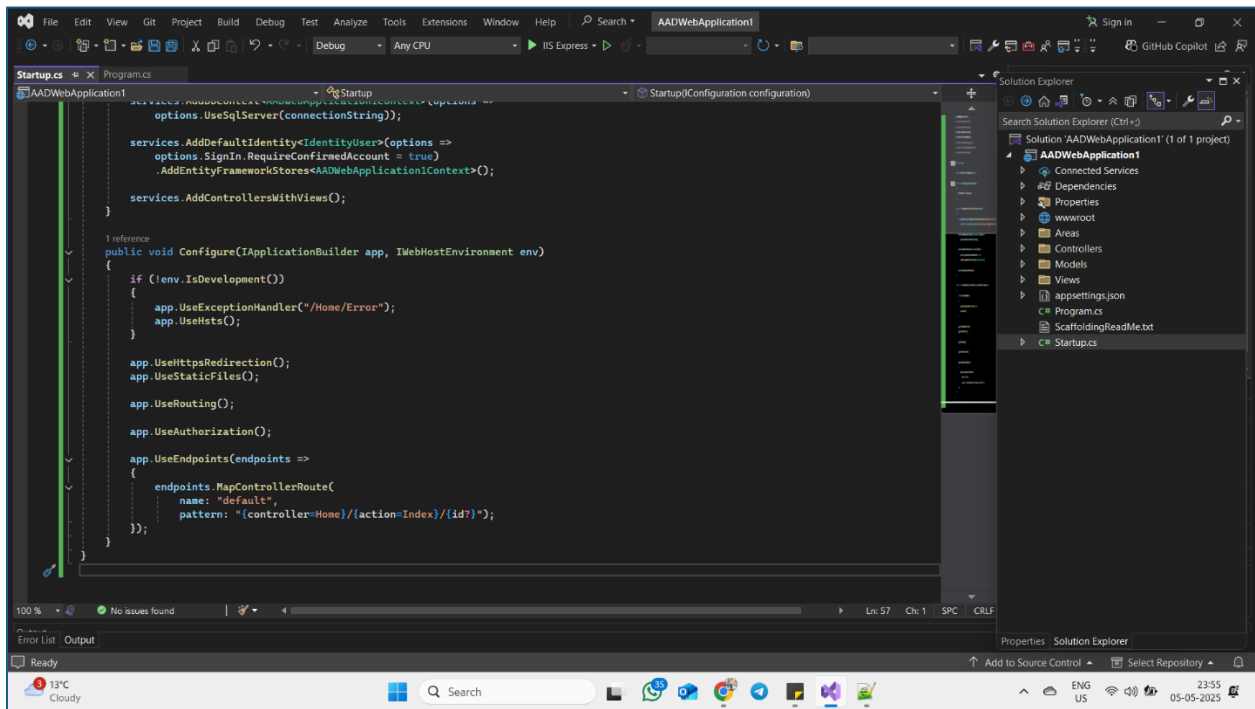 File Edit View Git Project Build Debug Test Analyze Tools Extensions Window Help Search AADWebApplication1 Sign in
Debug Any CPU IIS Express GitHub Copilot
Startup.cs Program.cs
AADWebApplication1 Startup Startup(IConfiguration configuration)
services.AddDbContext<AADWebApplication1Context>(options =>
options.UseSqlServer(connectionString));
services.AddDefaultIdentity<IdentityUser>(options =>
options.SignIn.RequireConfirmedAccount = true)
.AddEntityFrameworkStores<AADWebApplication1Context>();
services.AddControllersWithViews();
}
1 reference
public void Configure(IApplicationBuilder app, IWebHostEnvironment env)
{
if (!env.IsDevelopment())
{
app.UseExceptionHandler("/Home/Error");
app.UseHsts();
}
app.UseHttpsRedirection();
app.UseStaticFiles();
app.UseRouting();
app.UseAuthorization();
app.UseEndpoints(endpoints =>
{
endpoints.MapControllerRoute(
name: "default",
pattern: "{controller=Home}/{action=Index}/{id?}");
});
}
}
100 % No issues found Ln: 57 Ch: 1 SPC CRLF
Error List Output
Solution Explorer
Search Solution Explorer (Ctrl+;)
Solution 'AADWebApplication1' (1 of 1 project)
AADWebApplication1
Connected Services
Dependencies
Properties
wwwroot
Areas
Controllers
Models
Views
appsettings.json
C# Program.cs
ScaffoldingReadMe.txt
C# Startup.cs
Properties Solution Explorer
Ready Add to Source Control Select Repository
3 13°C
Cloudy
Search
35
ENG
US
23:55
05-05-2025